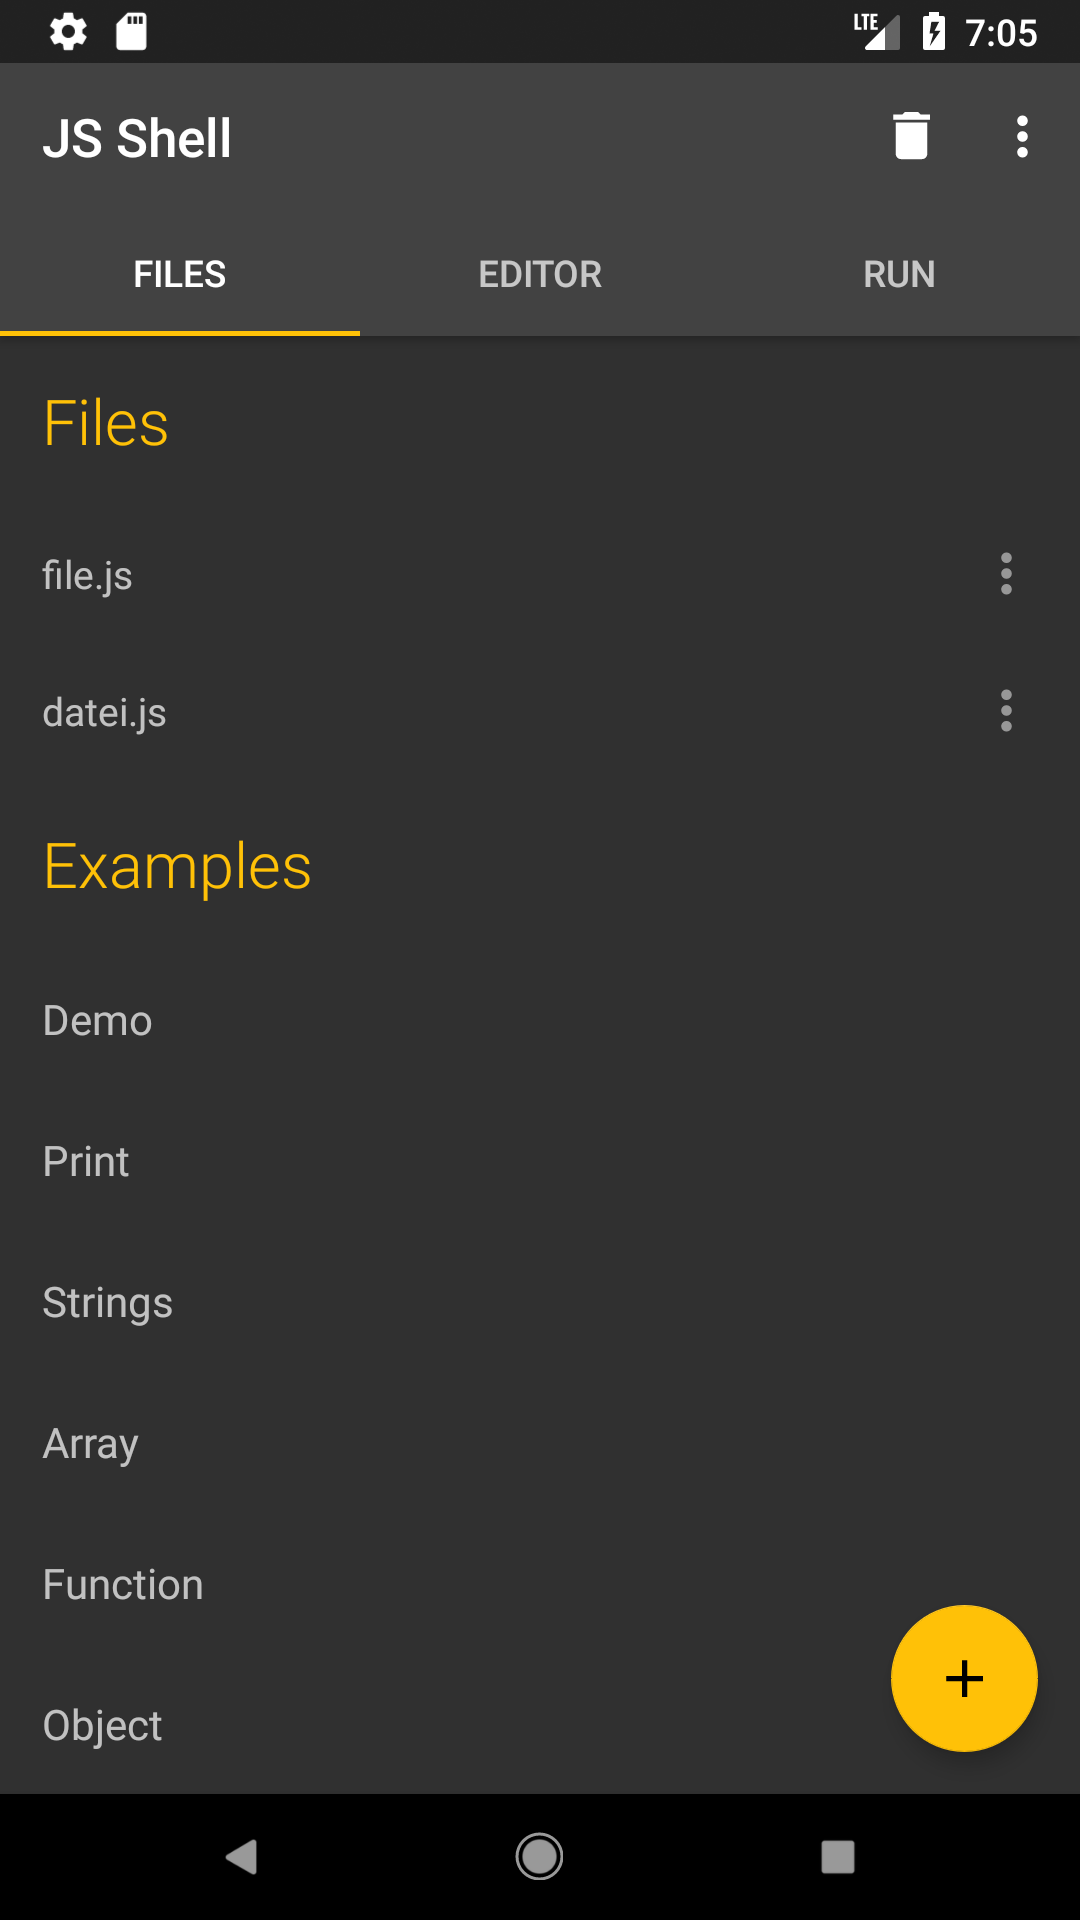 LTE 7:05
JS Shell
FILES EDITOR RUN
Files
file.js
datei.js
Examples
Demo
Print
Strings
Array
Function
Object